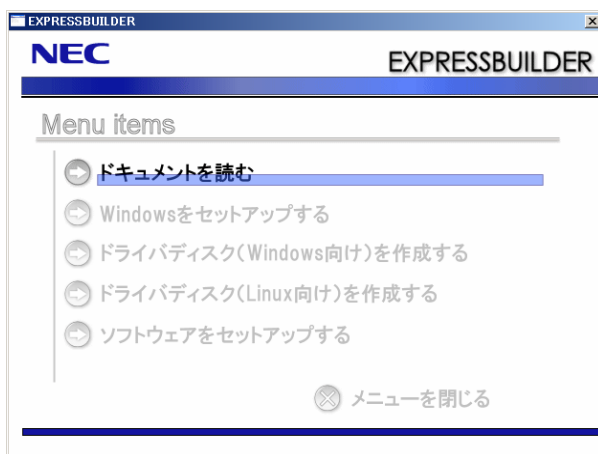 EXPRESSBUILDER
NEC
EXPRESSBUILDER
Menu items
ドキュメントを読む
Windowsをセットアップする
ドライバディスク(Windows向け)を作成する
ドライバディスク(Linux向け)を作成する
ソフトウェアをセットアップする
メニューを閉じる